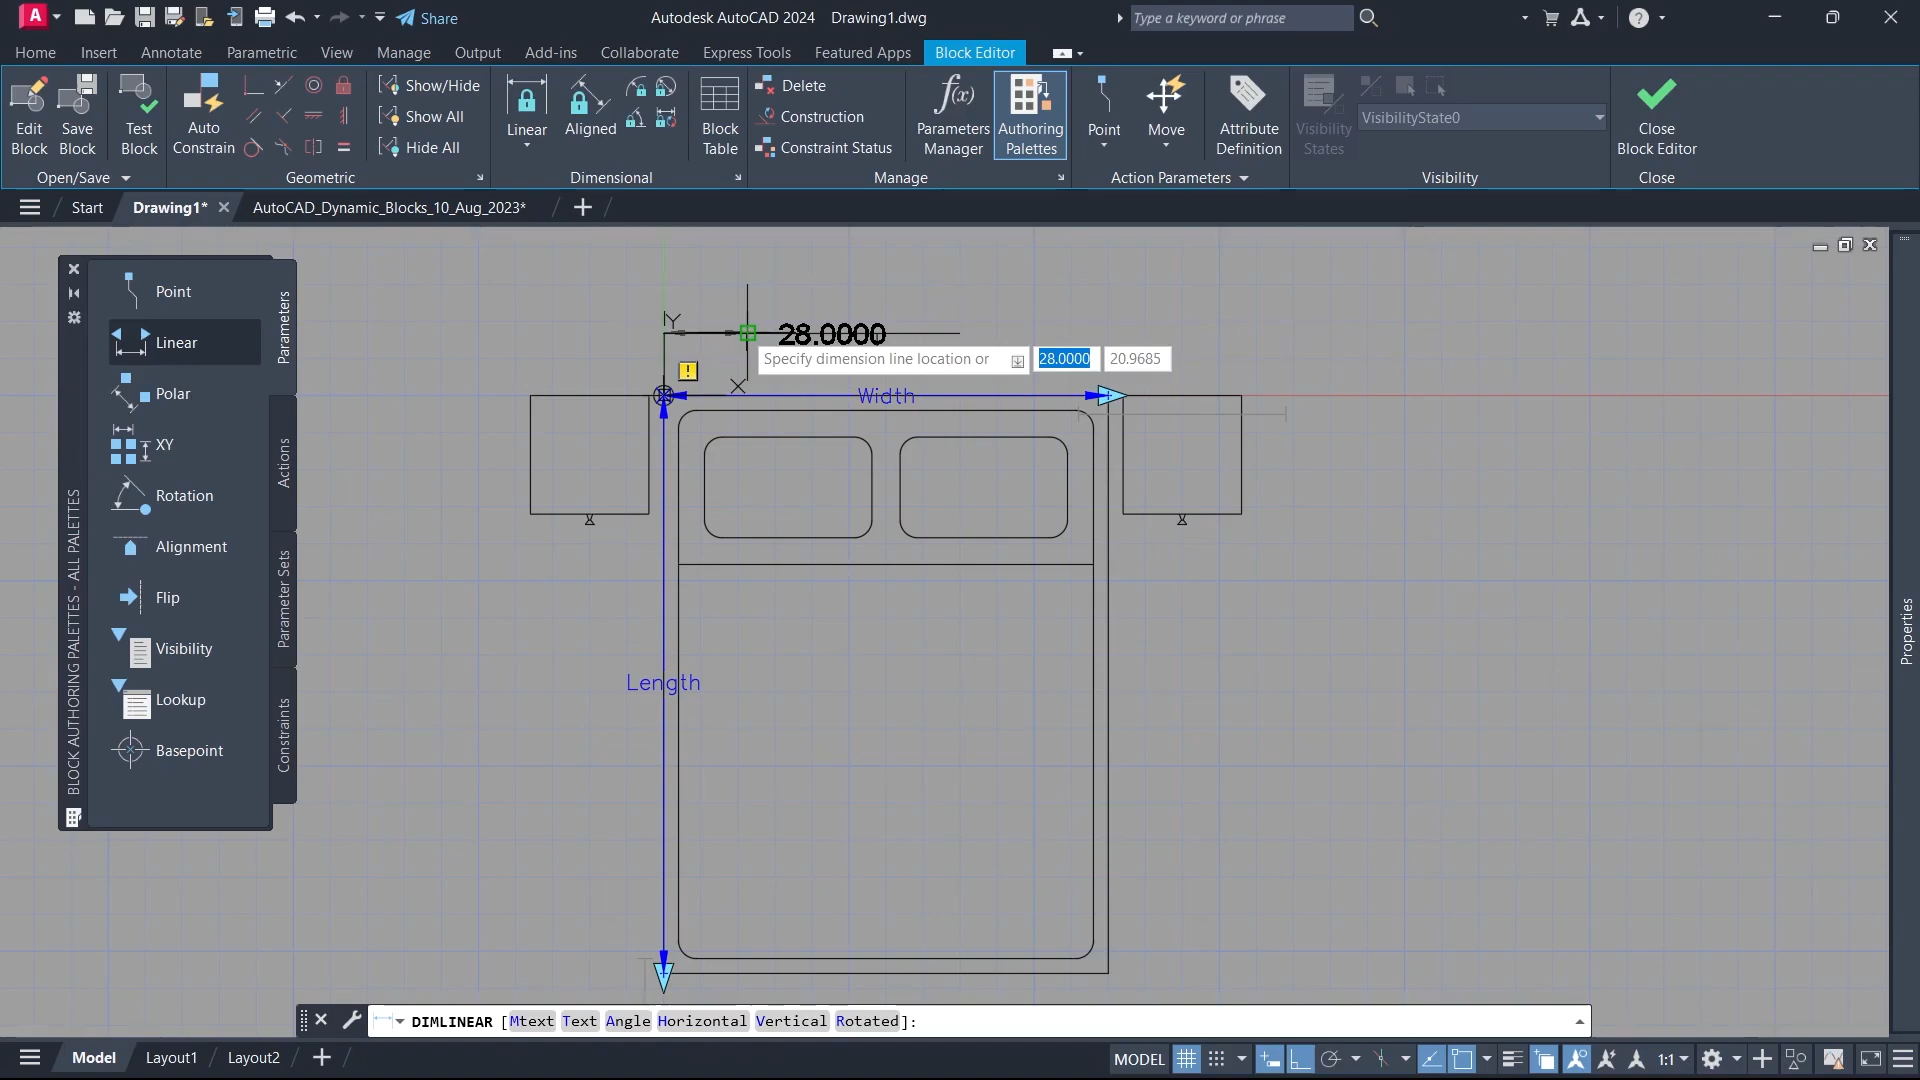 A Share Autodesk AutoCAD 2024 Drawing1.dwg Type a keyword or phrase
Home Insert Annotate Parametric View Manage Output Add-ins Collaborate Express Tools Featured Apps Block Editor
Edit Block
Save Block
Test Block
Open/Save
Auto Constrain
Show/Hide
Show All
Hide All
Geometric
Linear
Aligned
Dimensional
Block Table
Delete
Construction
Constraint Status
Parameters Manager
Authoring Palettes
Manage
Point
Move
Attribute Definition
Action Parameters
Visibility States
VisibilityState0
Visibility
Close Block Editor
Close
Start Drawing1* AutoCAD_Dynamic_Blocks_10_Aug_2023*
Point
Linear
Polar
XY
Rotation
Alignment
Flip
Visibility
Lookup
Basepoint
Parameters
Actions
Parameter Sets
Constraints
BLOCK AUTHORING PALETTES - ALL PALETTES
Y
28.0000
Specify dimension line location or 28.0000 20.9685
!
X
Width
Length
Properties
DIMLINEAR [Mtext Text Angle Horizontal Vertical Rotated]:
Model Layout1 Layout2
MODEL 1:1